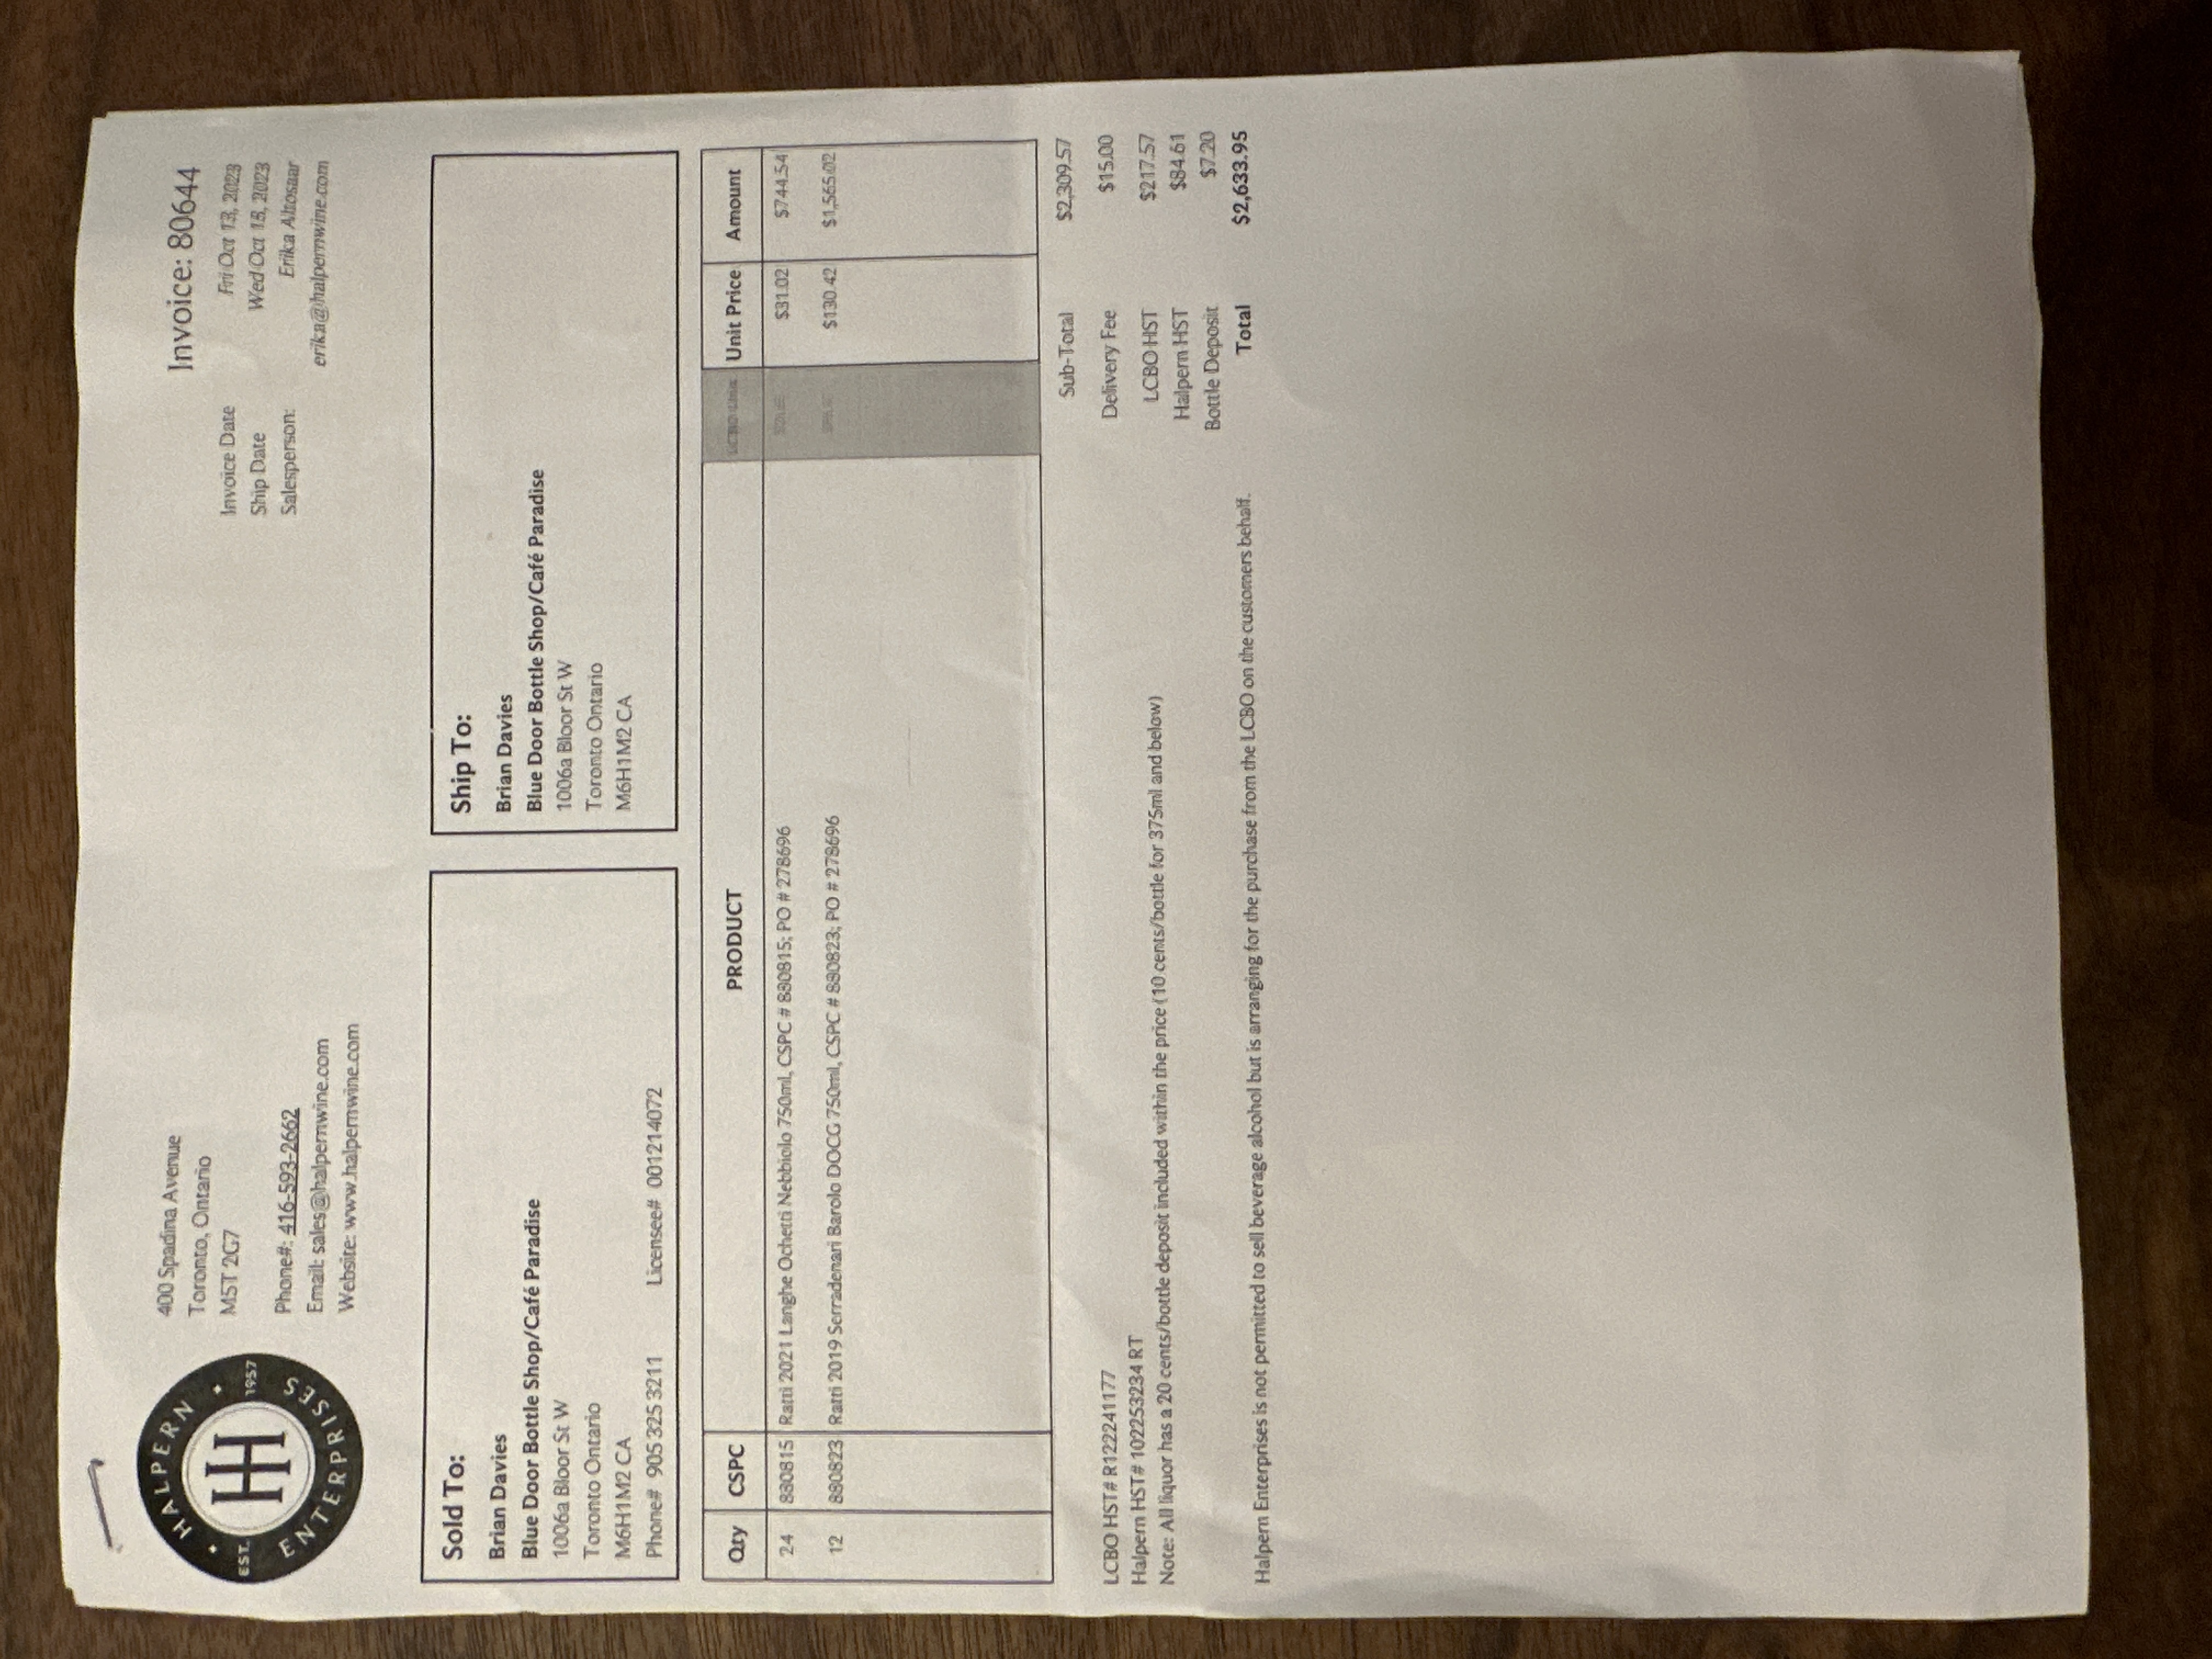 HALPERN
EST. 1957
ENTERPRISES
400 Spadina Avenue
Toronto, Ontario
M5T 2G7
Phone#: 416-593-2662
Email: sales@halpernwine.com
Website: www.halpernwine.com
Invoice: 80644
Invoice Date Fri Oct 13, 2023
Ship Date Wed Oct 18, 2023
Salesperson: Erika Altosaar
erika@halpernwine.com
Sold To:
Brian Davies
Blue Door Bottle Shop/Café Paradise
1006a Bloor St W
Toronto Ontario
M6H1M2 CA
Phone# 905 325 3211 Licensee# 001214072
Ship To:
Brian Davies
Blue Door Bottle Shop/Café Paradise
1006a Bloor St W
Toronto Ontario
M6H1M2 CA
Qty CSPC PRODUCT Unit Price Amount
24 880815 Ratti 2021 Langhe Ochetti Nebbiolo 750ml, CSPC # 880815; PO # 278696 $31.02 $744.54
12 880823 Ratti 2019 Serradenari Barolo DOCG 750ml, CSPC # 880823; PO # 278696 $130.42 $1,565.02
Sub-Total $2,309.57
Delivery Fee $15.00
LCBO HST $217.57
Halpern HST $84.61
Bottle Deposit $7.20
Total $2,633.95
LCBO HST# R122241177
Halpern HST# 102253234 RT
Note: All liquor has a 20 cents/bottle deposit included within the price (10 cents/bottle for 375ml and below)
Halpern Enterprises is not permitted to sell beverage alcohol but is arranging for the purchase from the LCBO on the customers behalf.